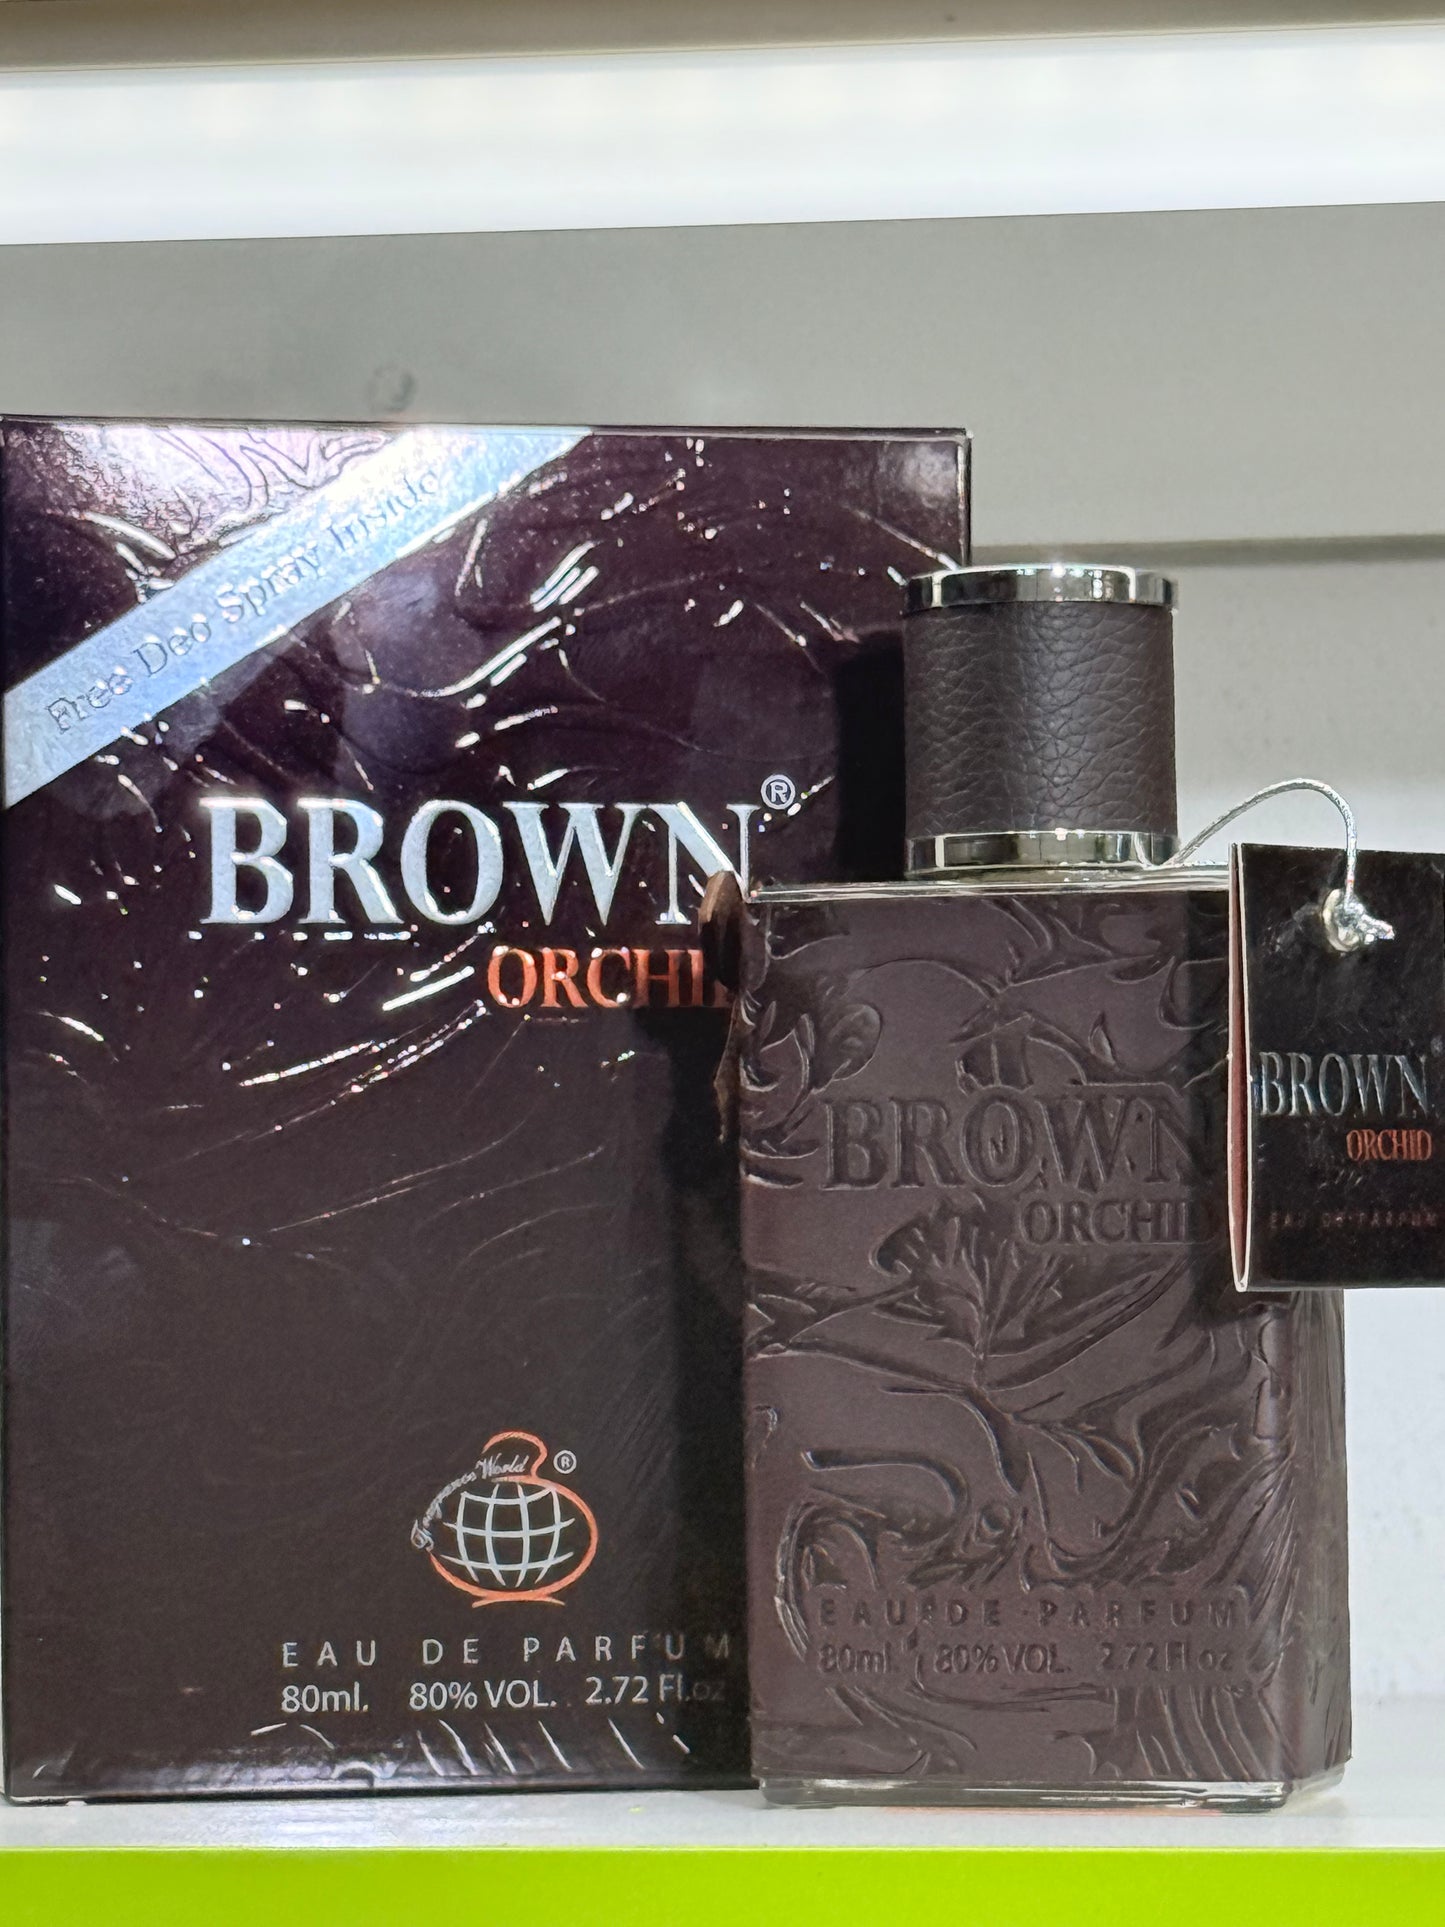 Free Deo Spray Inside
BROWN®
ORCHI
Fragrance World ®
EAU DE PARFUM
80ml. 80% VOL. 2.72 Fl.oz
BROWN
ORCHID
EAU DE PARFUM
80ml. 80% VOL. 2.72 Fl.oz
BROWN
ORCHID
EAU DE PARFUM